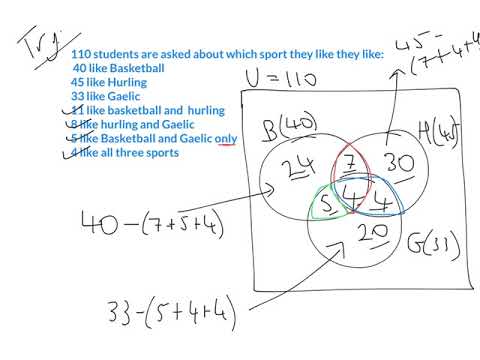 Try:
110 students are asked about which sport they like they like:
40 like Basketball
45 like Hurling
33 like Gaelic
11 like basketball and hurling
8 like hurling and Gaelic
5 like Basketball and Gaelic only
4 like all three sports
45-
(7+4+4
U=110
B(40)
H(45)
24
7
30
5
4
4
20
G(33)
40-(7+5+4)
33-(5+4+4)